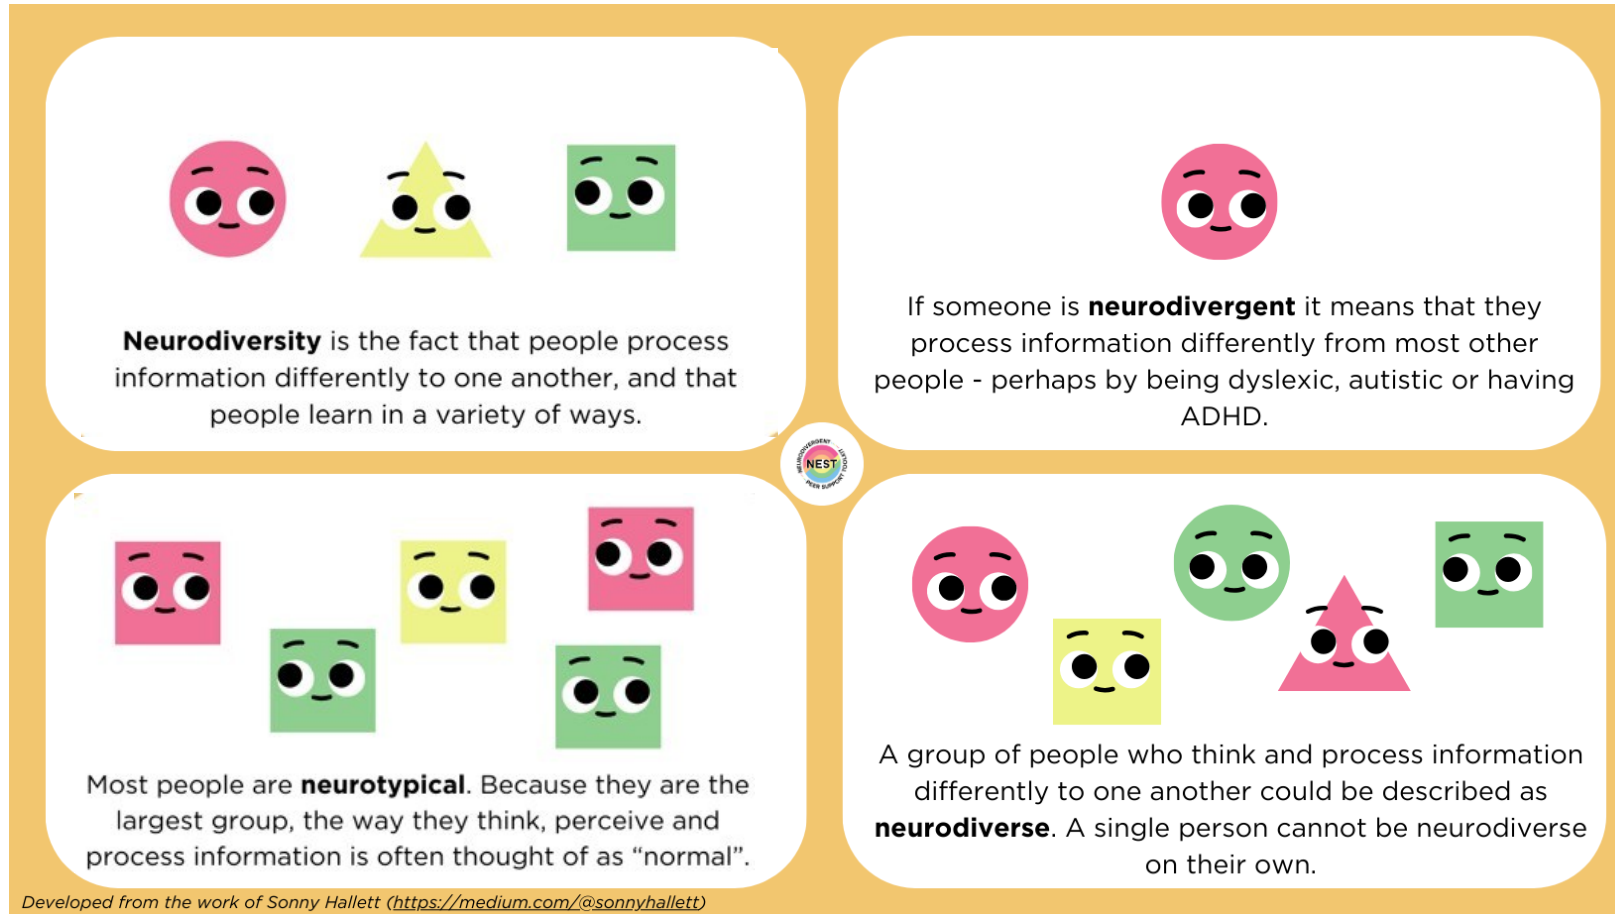 Neurodiversity is the fact that people process
information differently to one another, and that
people learn in a variety of ways.
If someone is neurodivergent it means that they
process information differently from most other
people - perhaps by being dyslexic, autistic or having
ADHD.
NEURODIVERGENT
NEST
PEER SUPPORT TOOLKIT
Most people are neurotypical. Because they are the
largest group, the way they think, perceive and
process information is often thought of as “normal”.
A group of people who think and process information
differently to one another could be described as
neurodiverse. A single person cannot be neurodiverse
on their own.
Developed from the work of Sonny Hallett (https://medium.com/@sonnyhallett)